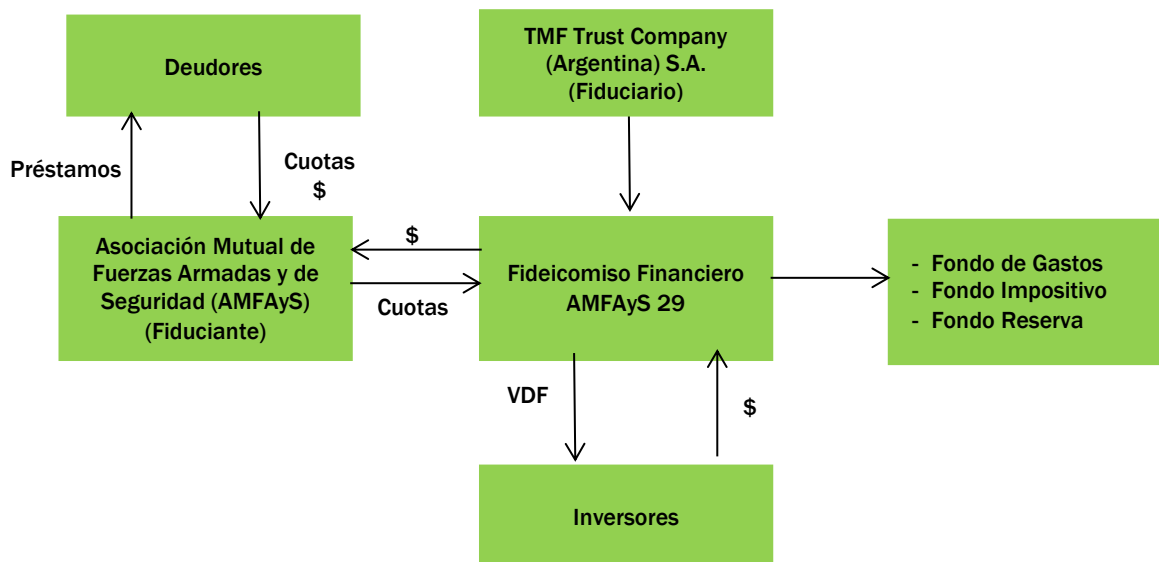 Deudores
TMF Trust Company
(Argentina) S.A.
(Fiduciario)
Préstamos
Cuotas
$
Asociación Mutual de
Fuerzas Armadas y de
Seguridad (AMFAyS)
(Fiduciante)
$
Cuotas
Fideicomiso Financiero
AMFAyS 29
- Fondo de Gastos
- Fondo Impositivo
- Fondo Reserva
VDF
$
Inversores